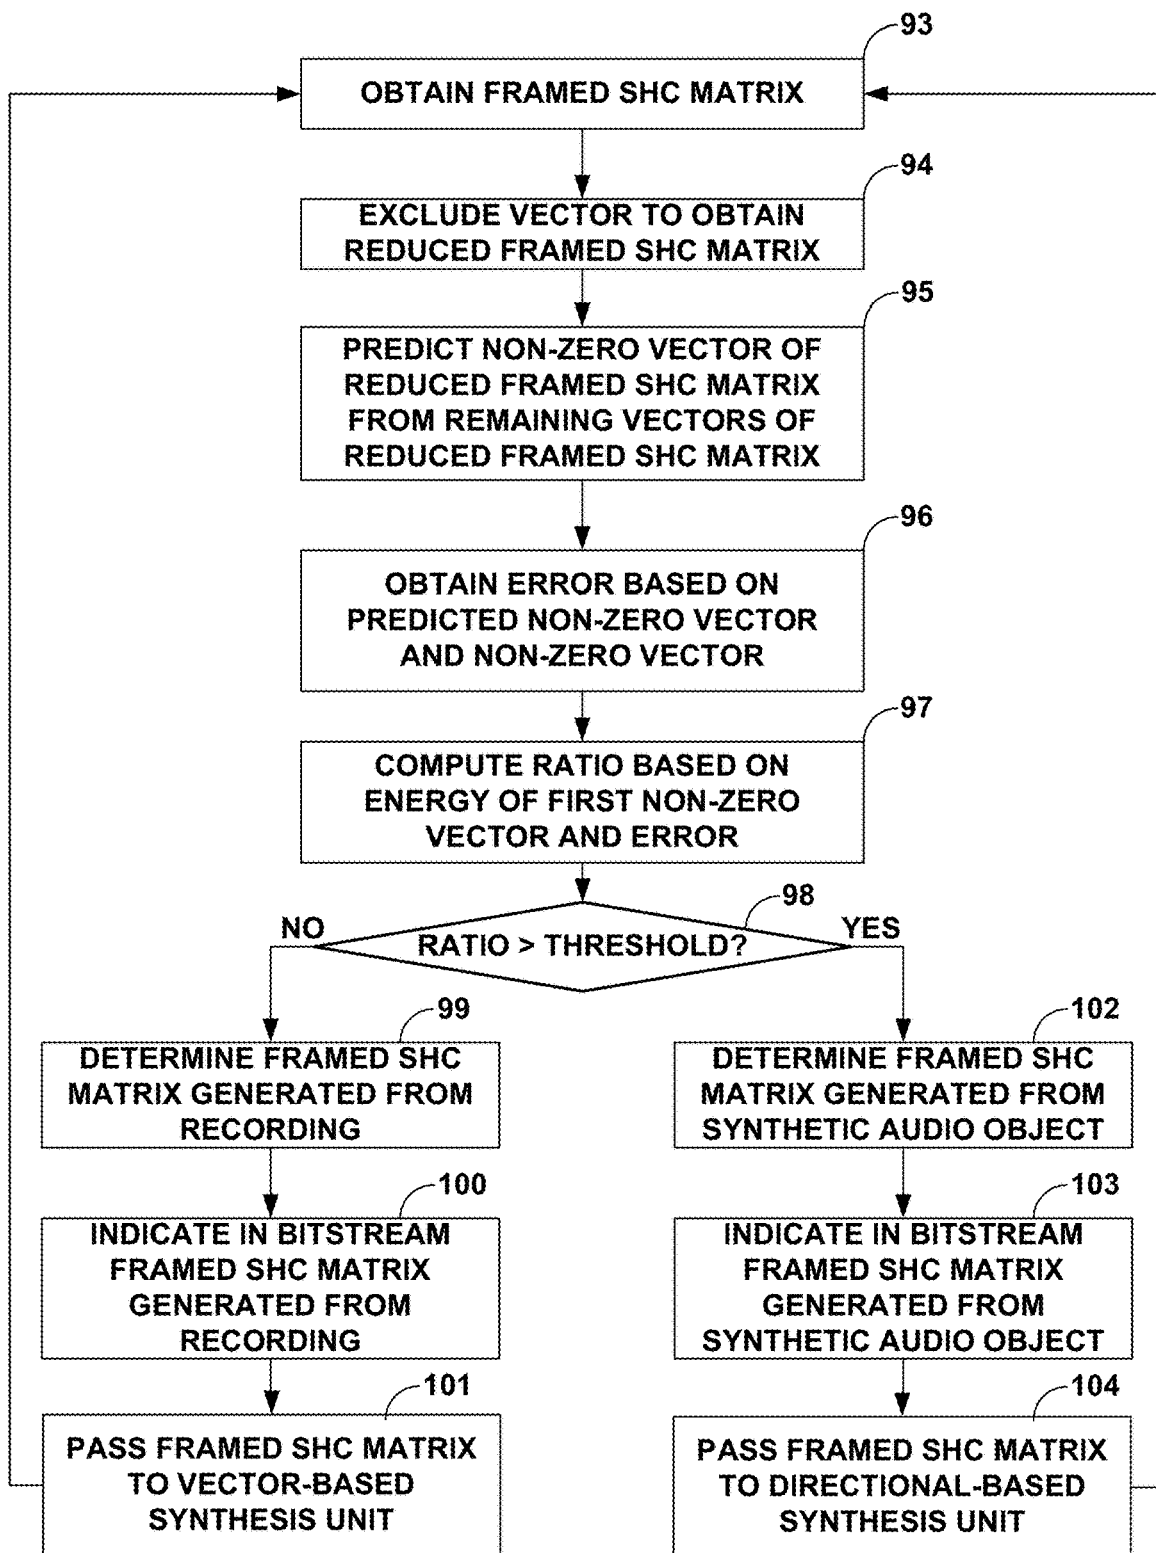 93
OBTAIN FRAMED SHC MATRIX
94
EXCLUDE VECTOR TO OBTAIN
REDUCED FRAMED SHC MATRIX
95
PREDICT NON-ZERO VECTOR OF
REDUCED FRAMED SHC MATRIX
FROM REMAINING VECTORS OF
REDUCED FRAMED SHC MATRIX
96
OBTAIN ERROR BASED ON
PREDICTED NON-ZERO VECTOR
AND NON-ZERO VECTOR
97
COMPUTE RATIO BASED ON
ENERGY OF FIRST NON-ZERO
VECTOR AND ERROR
98
NO
RATIO > THRESHOLD?
YES
99
DETERMINE FRAMED SHC
MATRIX GENERATED FROM
RECORDING
100
INDICATE IN BITSTREAM
FRAMED SHC MATRIX
GENERATED FROM
RECORDING
101
PASS FRAMED SHC MATRIX
TO VECTOR-BASED
SYNTHESIS UNIT
102
DETERMINE FRAMED SHC
MATRIX GENERATED FROM
SYNTHETIC AUDIO OBJECT
103
INDICATE IN BITSTREAM
FRAMED SHC MATRIX
GENERATED FROM
SYNTHETIC AUDIO OBJECT
104
PASS FRAMED SHC MATRIX
TO DIRECTIONAL-BASED
SYNTHESIS UNIT